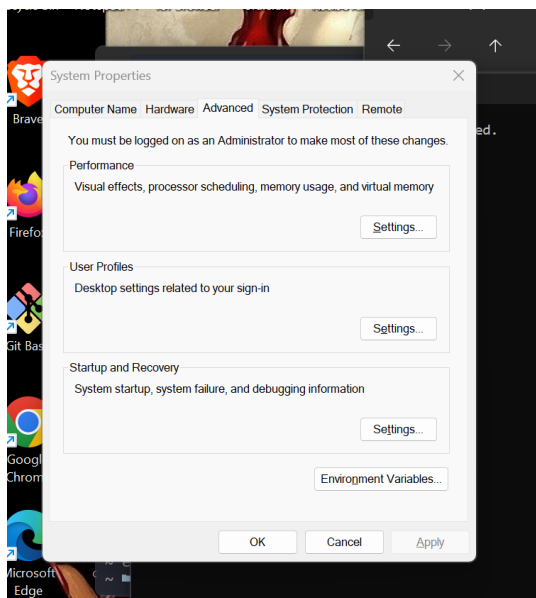 System Properties
Computer Name Hardware Advanced System Protection Remote
You must be logged on as an Administrator to make most of these changes.
Performance
Visual effects, processor scheduling, memory usage, and virtual memory
Settings...
User Profiles
Desktop settings related to your sign-in
Settings...
Startup and Recovery
System startup, system failure, and debugging information
Settings...
Environment Variables...
OK Cancel Apply
Brave
Firefo
Git Bas
Googl
Chrom
Microsoft
Edge
ed.